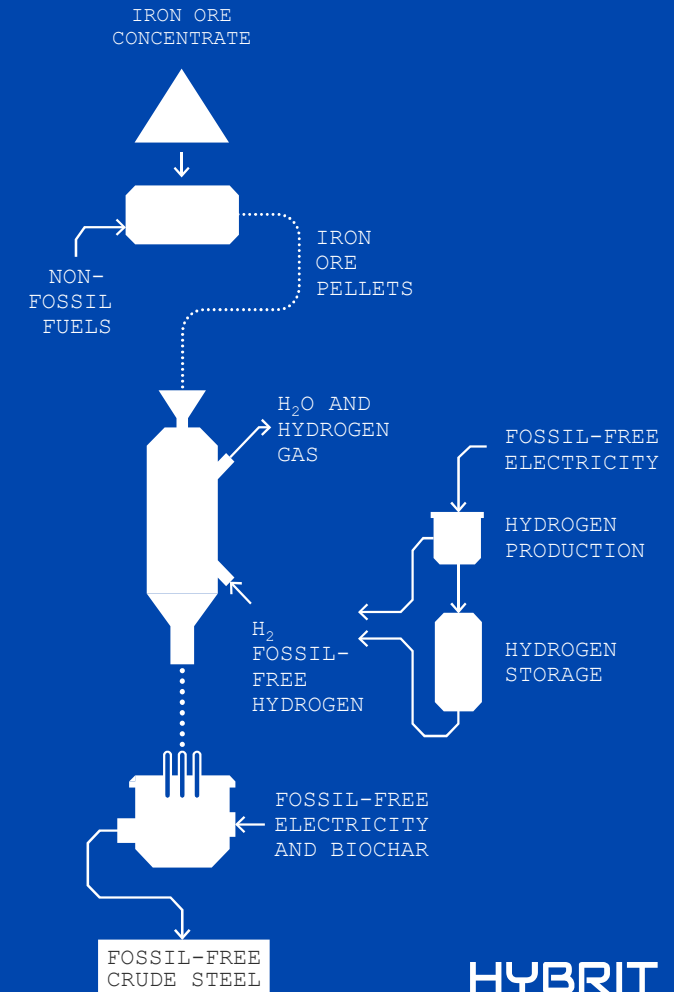 IRON ORE
CONCENTRATE
IRON
ORE
PELLETS
NON-
FOSSIL
FUELS
H₂O AND
HYDROGEN
GAS
FOSSIL-FREE
ELECTRICITY
HYDROGEN
PRODUCTION
H₂
FOSSIL-
FREE
HYDROGEN
HYDROGEN
STORAGE
FOSSIL-FREE
ELECTRICITY
AND BIOCHAR
FOSSIL-FREE
CRUDE STEEL
HYBRIT